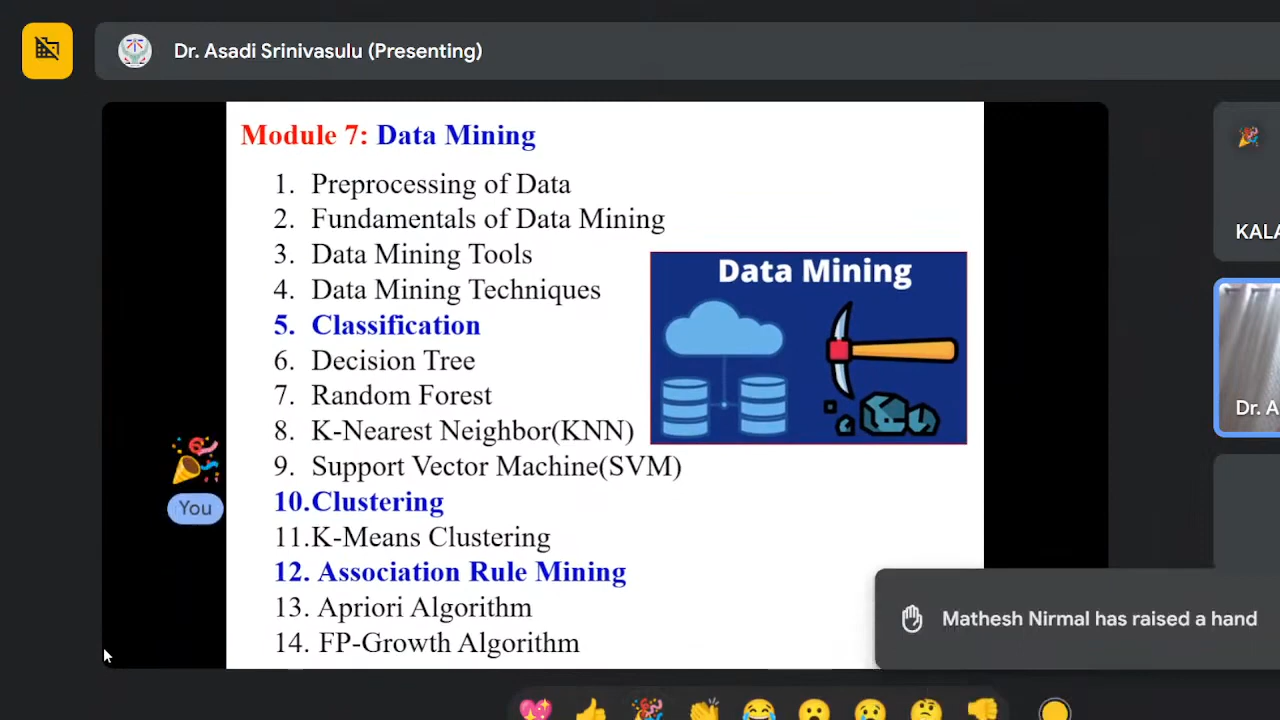 Dr. Asadi Srinivasulu (Presenting)
Module 7: Data Mining
1. Preprocessing of Data
2. Fundamentals of Data Mining
3. Data Mining Tools
4. Data Mining Techniques
5. Classification
6. Decision Tree
7. Random Forest
8. K-Nearest Neighbor(KNN)
9. Support Vector Machine(SVM)
10.Clustering
11.K-Means Clustering
12. Association Rule Mining
13. Apriori Algorithm
14. FP-Growth Algorithm
Data Mining
You
KALA
Dr. A
Mathesh Nirmal has raised a hand